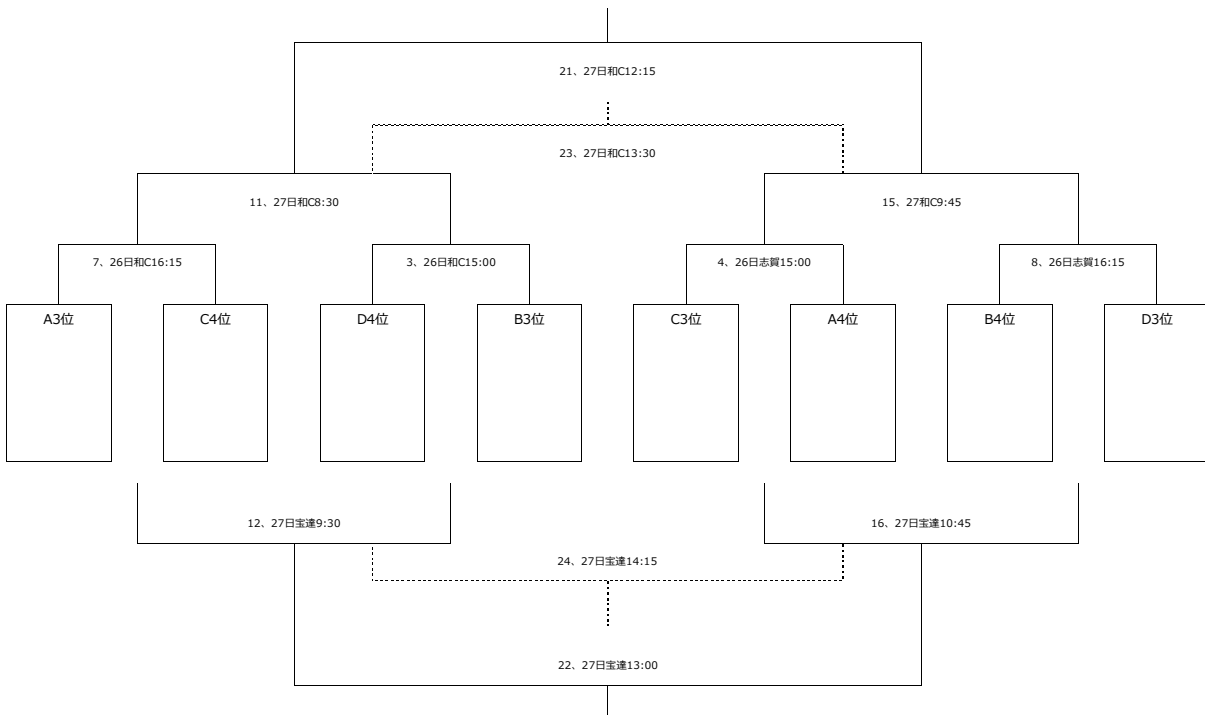 21、27日和C12:15
23、27日和C13:30
11、27日和C8:30
15、27和C9:45
7、26日和C16:15
3、26日和C15:00
4、26日志賀15:00
8、26日志賀16:15
A3位
C4位
D4位
B3位
C3位
A4位
B4位
D3位
12、27日宝達9:30
16、27日宝達10:45
24、27日宝達14:15
22、27日宝達13:00